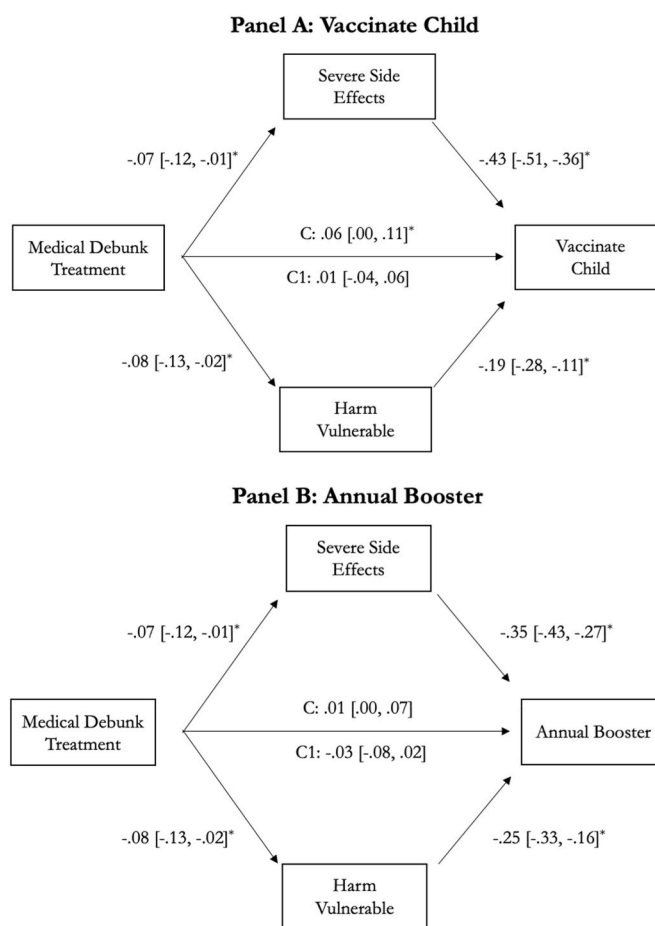 Panel A: Vaccinate Child
Severe Side
Effects
-.07 [-.12, -.01]*
-.43 [-.51, -.36]*
Medical Debunk
Treatment
C: .06 [.00, .11]*
C1: .01 [-.04, .06]
Vaccinate
Child
-.08 [-.13, -.02]*
-.19 [-.28, -.11]*
Harm
Vulnerable
Panel B: Annual Booster
Severe Side
Effects
-.07 [-.12, -.01]*
-.35 [-.43, -.27]*
Medical Debunk
Treatment
C: .01 [.00, .07]
C1: -.03 [-.08, .02]
Annual Booster
-.08 [-.13, -.02]*
-.25 [-.33, -.16]*
Harm
Vulnerable